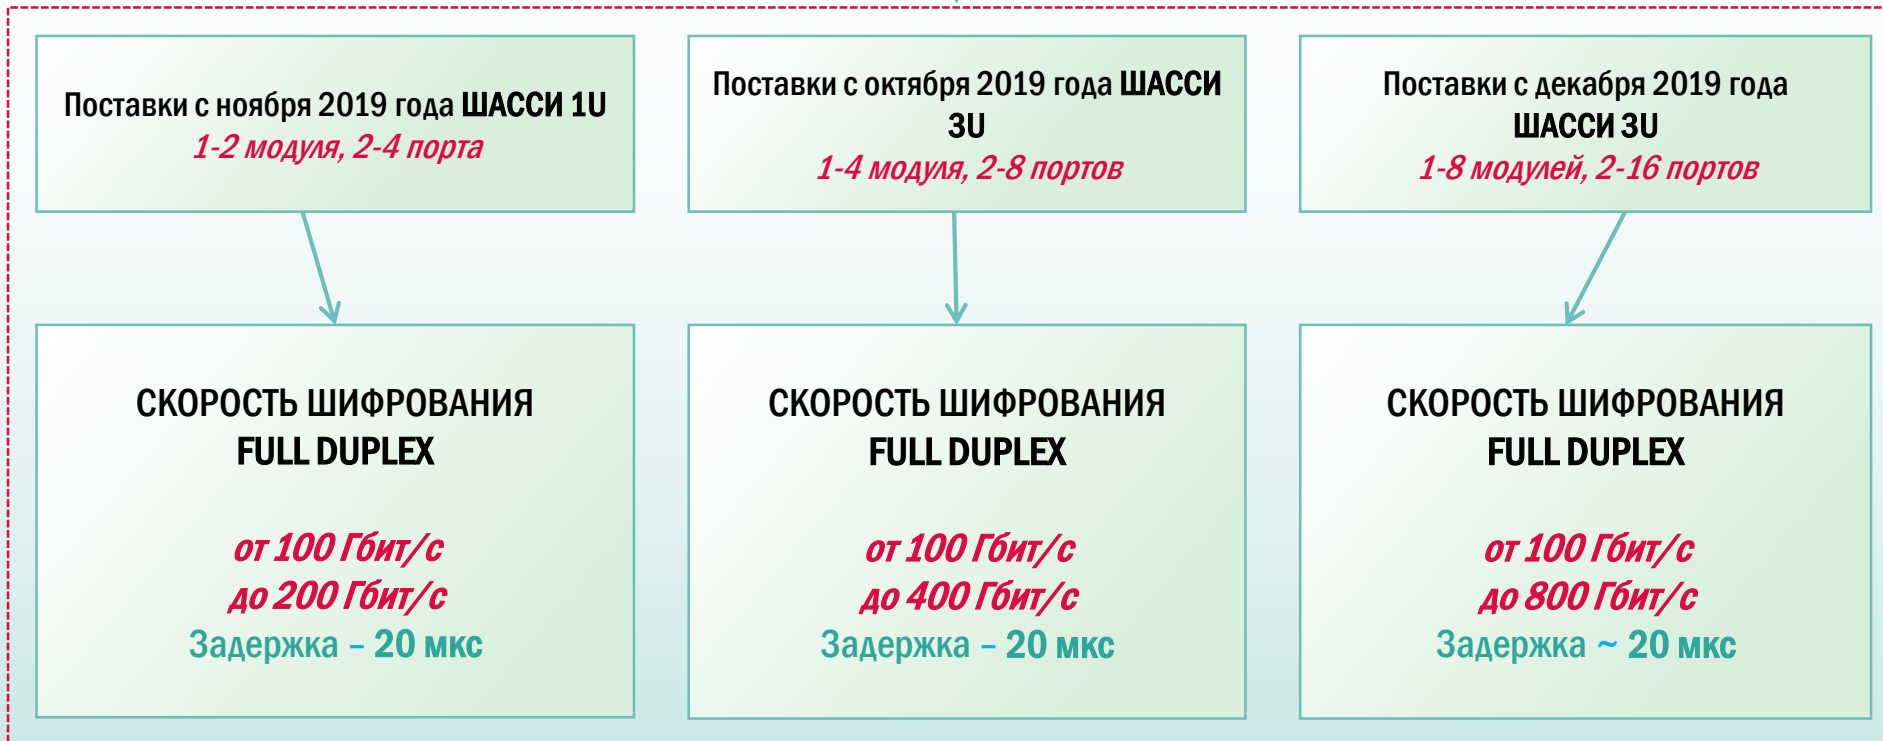 Поставки с ноября 2019 года ШАССИ 1U
1-2 модуля, 2-4 порта
Поставки с октября 2019 года ШАССИ
3U
1-4 модуля, 2-8 портов
Поставки с декабря 2019 года
ШАССИ 3U
1-8 модулей, 2-16 портов
СКОРОСТЬ ШИФРОВАНИЯ
FULL DUPLEX
от 100 Гбит/с
до 200 Гбит/с
Задержка – 20 мкс
СКОРОСТЬ ШИФРОВАНИЯ
FULL DUPLEX
от 100 Гбит/с
до 400 Гбит/с
Задержка – 20 мкс
СКОРОСТЬ ШИФРОВАНИЯ
FULL DUPLEX
от 100 Гбит/с
до 800 Гбит/с
Задержка ~ 20 мкс